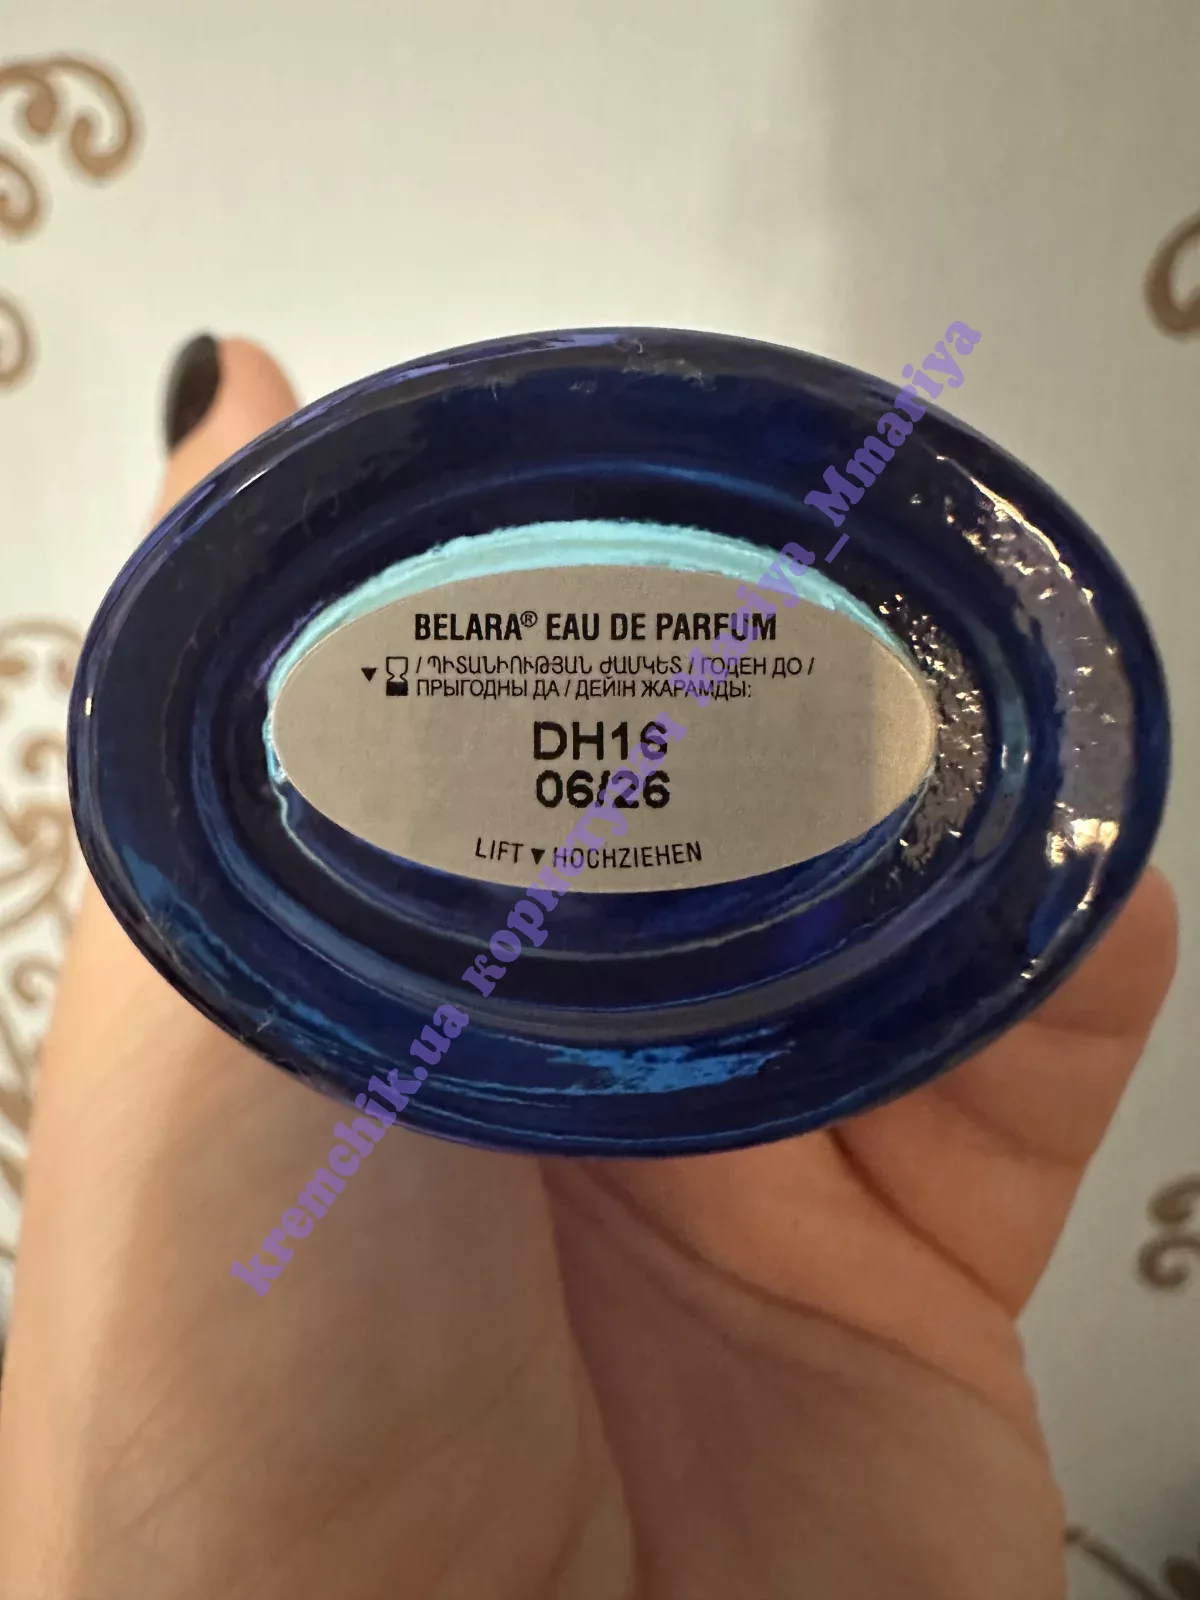 BELARA® EAU DE PARFUM
/ ՊԻՏԱՆԻՈՒԹՅԱՆ ԺԱՄԿԵՏ / ГОДЕН ДО /
ПРЫГОДНЫ ДА / ДЕЙІН ЖАРАМДЫ:
DH16
06/26
LIFT ▼ HOCHZIEHEN
kremchik.ua користувач Mariya_Mmariya